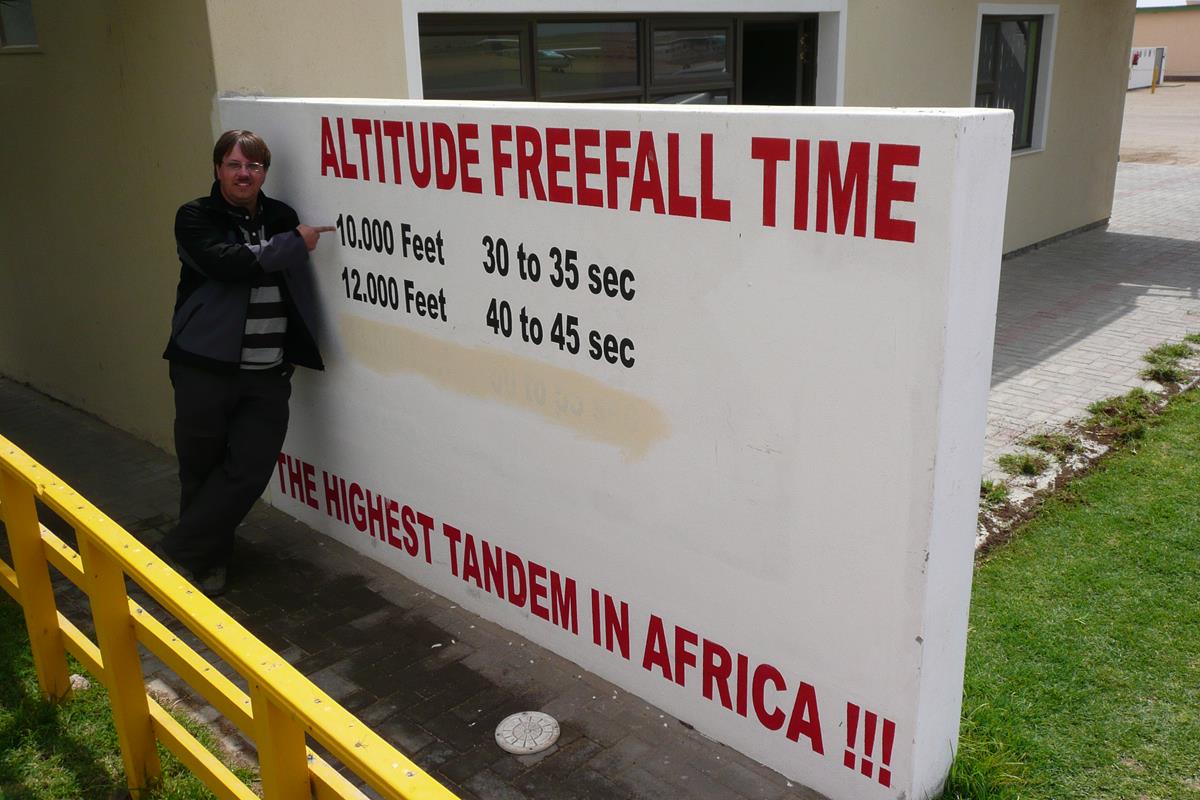 ALTITUDE FREEFALL TIME
10.000 Feet 30 to 35 sec
12.000 Feet 40 to 45 sec
THE HIGHEST TANDEM IN AFRICA !!!